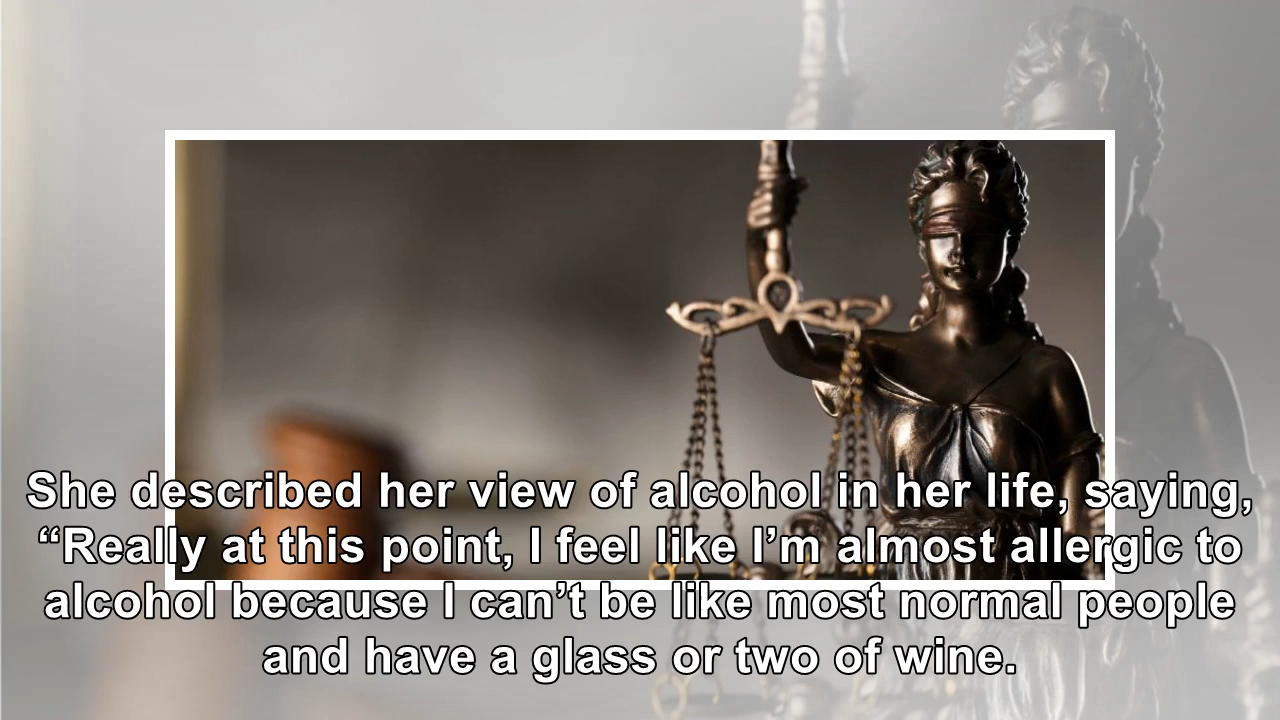 She described her view of alcohol in her life, saying,
“Really at this point, I feel like I’m almost allergic to
alcohol because I can’t be like most normal people
and have a glass or two of wine.